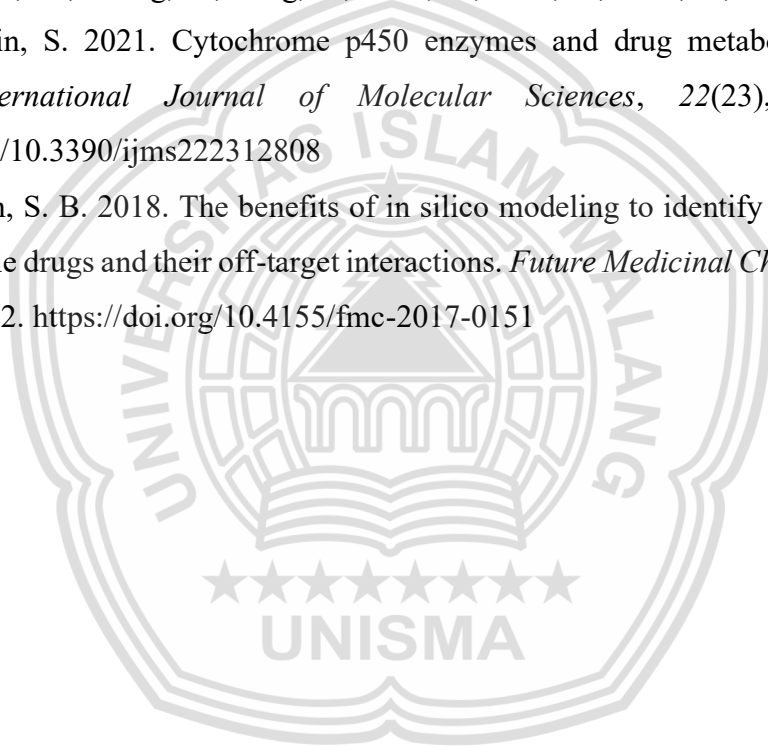 in, S. 2021. Cytochrome p450 enzymes and drug metab
ernational Journal of Molecular Sciences, 22(23),
/10.3390/ijms222312808
, S. B. 2018. The benefits of in silico modeling to identify
e drugs and their off-target interactions. Future Medicinal Ch
2. https://doi.org/10.4155/fmc-2017-0151
UNIVERSITAS ISLAM MALANG
UNISMA